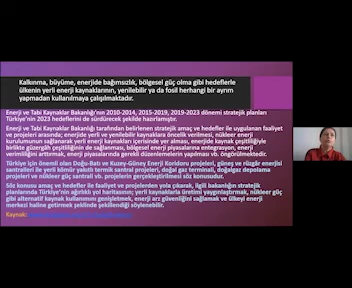 Kalkınma, büyüme, enerjide bağımsızlık, bölgesel güç olma gibi hedeflerle
ülkenin yerli enerji kaynaklarının, yenilebilir ya da fosil herhangi bir ayrım
yapmadan kullanılmaya çalışılmaktadır.
Enerji ve Tabi Kaynaklar Bakanlığı'nın 2010-2014, 2015-2019, 2019-2023 dönemi stratejik planları
Türkiye'nin 2023 hedeflerini de sürdürecek şekilde hazırlamıştır.
Enerji ve Tabi Kaynaklar Bakanlığı tarafından belirlenen stratejik amaç ve hedefler ile uygulanan faaliyet
ve projeleri arasında; enerjide yerli ve yenilebilir kaynaklara öncelik verilmesi, nükleer enerji
kurulumunun sağlanarak yerli enerji kaynakları içerisinde yer alması, enerjide kaynak çeşitliliğiyle
birlikte güzergâh çeşitliliğinin de sağlanması, bölgesel enerji piyasalarına entegrasyon, enerji
verimliliğini arttırmak, enerji piyasalarında gerekli düzenlemelerin yapılması vb. öngörülmektedir.
Türkiye için önemli olan Doğu-Batı ve Kuzey-Güney Enerji Koridoru projeleri, güneş ve rüzgâr enerjisi
santralleri ile yerli kömür yakıtlı termik santral projeleri, doğal gaz terminali, doğalgaz depolama
projeleri ve nükleer güç santrali vb. projelerin gerçekleştirilmesi söz konusudur.
Söz konusu amaç ve hedefler ile faaliyet ve projelerden yola çıkarak, ilgili bakanlığın stratejik
planlarında Türkiye'nin ağırlıklı yol haritasının; yerli kaynaklarla üretimi yaygınlaştırmak, nükleer güç
gibi alternatif kaynak kullanımını genişletmek, enerji arz güvenliğini sağlamak ve ülkeyi enerji
merkezi haline getirmek şeklinde şekillendiği söylenebilir.
Kaynak: